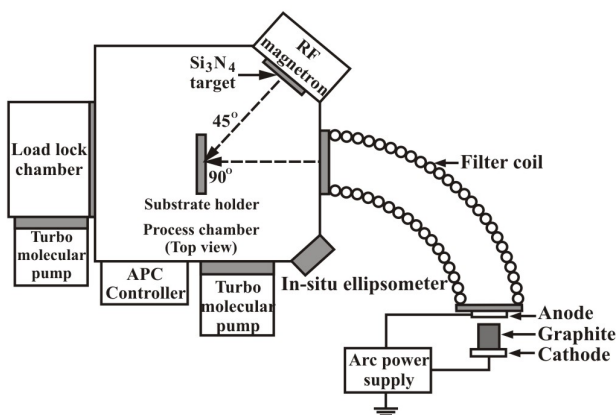 RF
magnetron
Si3N4
target
45°
90°
Load lock
chamber
Filter coil
Substrate holder
Process chamber
(Top view)
Turbo
molecular
pump
APC
Controller
Turbo
molecular
pump
In-situ ellipsometer
Anode
Graphite
Cathode
Arc power
supply